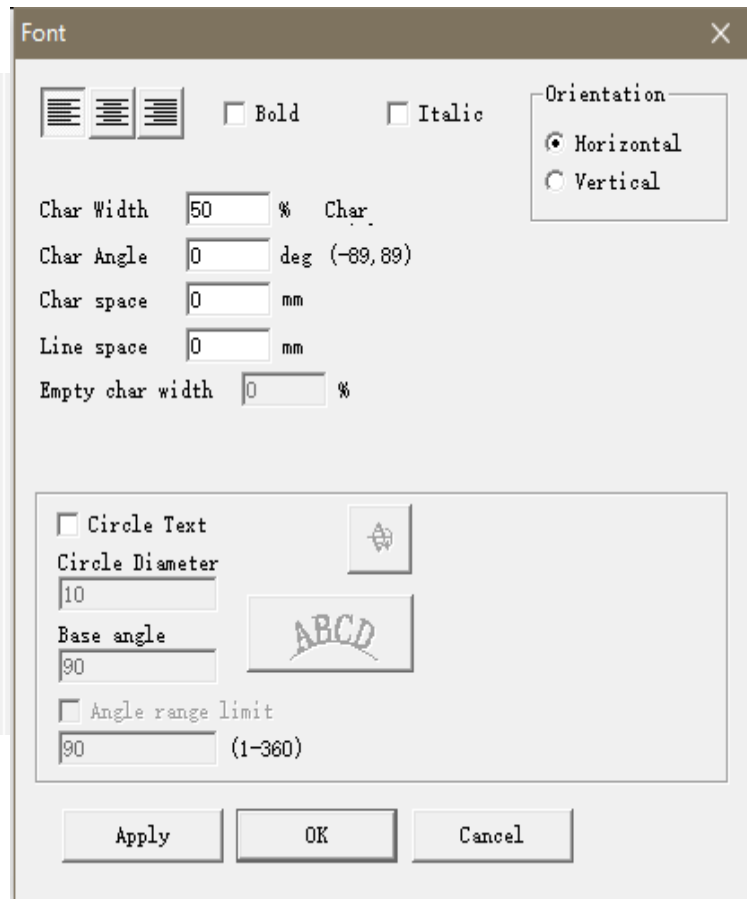 Font
Bold
Italic
Orientation
Horizontal
Vertical
Char Width 50 % Char
Char Angle 0 deg (-89,89)
Char space 0 mm
Line space 0 mm
Empty char width 0 %
Circle Text
Circle Diameter
10
Base angle
90
ABCD
Angle range limit
90 (1-360)
Apply OK Cancel